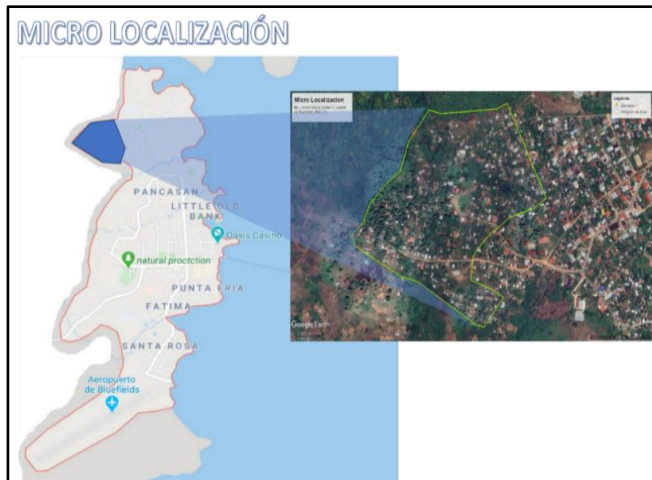 MICRO LOCALIZACIÓN
Micro Localizacion
Leyenda
PANCASAN
LITTLE OLD
BANK
Oasis Casino
natural proctction
PUNTA FRIA
FATIMA
SANTA ROSA
Aeropuerto
de Bluefields
Google Earth